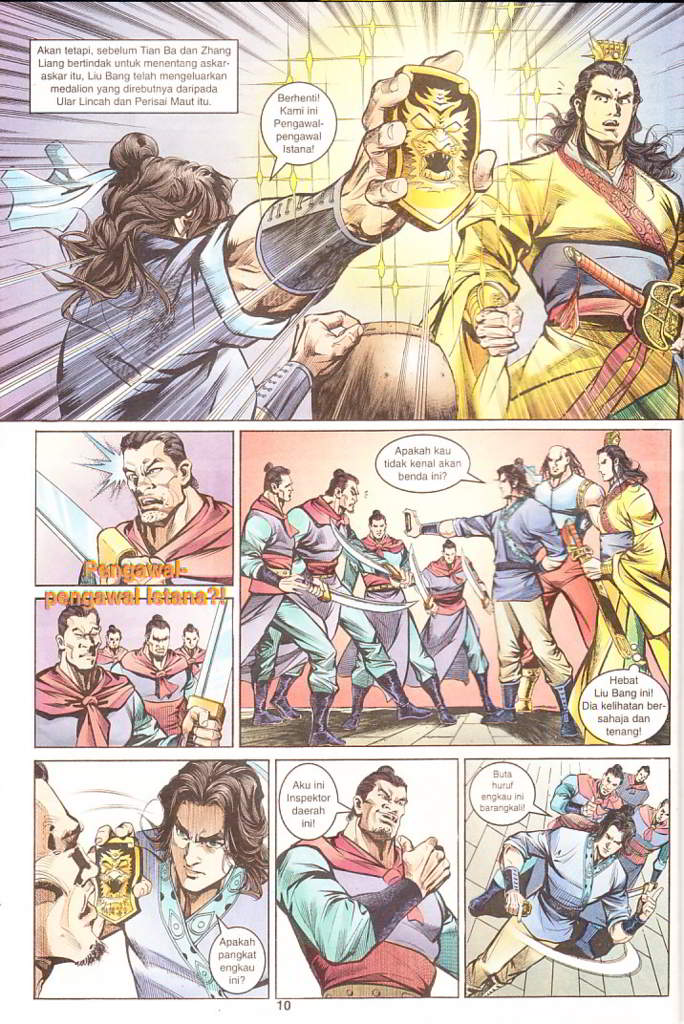 Akan tetapi, sebelum Tian Ba dan Zhang
Liang bertindak untuk menentang askar-
askar itu, Liu Bang telah mengeluarkan
medalion yang direbutnya daripada
Ular Lincah dan Perisai Maut itu.
Berhenti!
Kami ini
Pengawal-
pengawal
Istana!
Pengawal-
pengawal Istana?!
Apakah kau
tidak kenal akan
benda ini?
Hebat
Liu Bang ini!
Dia kelihatan ber-
sahaja dan
tenang!
Apakah
pangkat
engkau
ini?
Aku ini
Inspektor
daerah
ini!
Buta
huruf
engkau ini
barangkali!
10